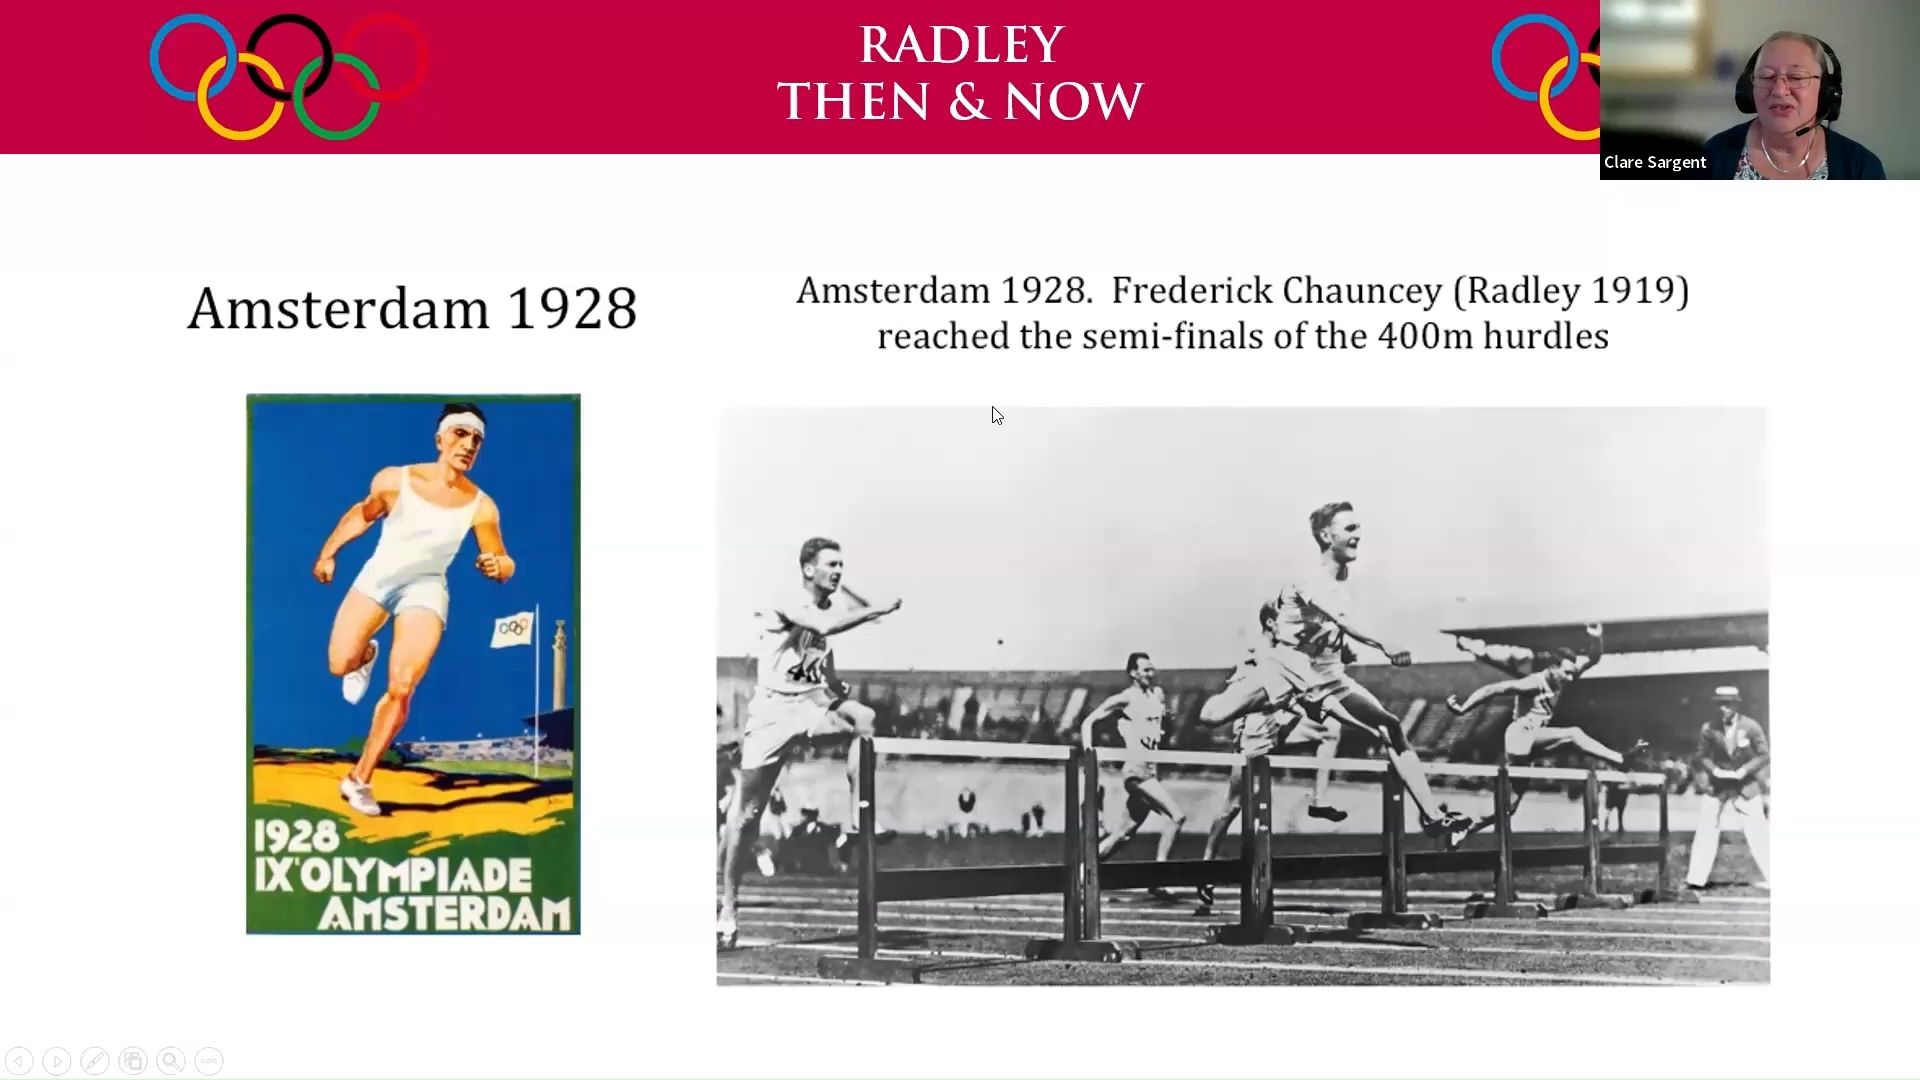 RADLEY
THEN & NOW
Clare Sargent
Amsterdam 1928
Amsterdam 1928.  Frederick Chauncey (Radley 1919)
reached the semi-finals of the 400m hurdles
1928
IX OLYMPIADE
AMSTERDAM